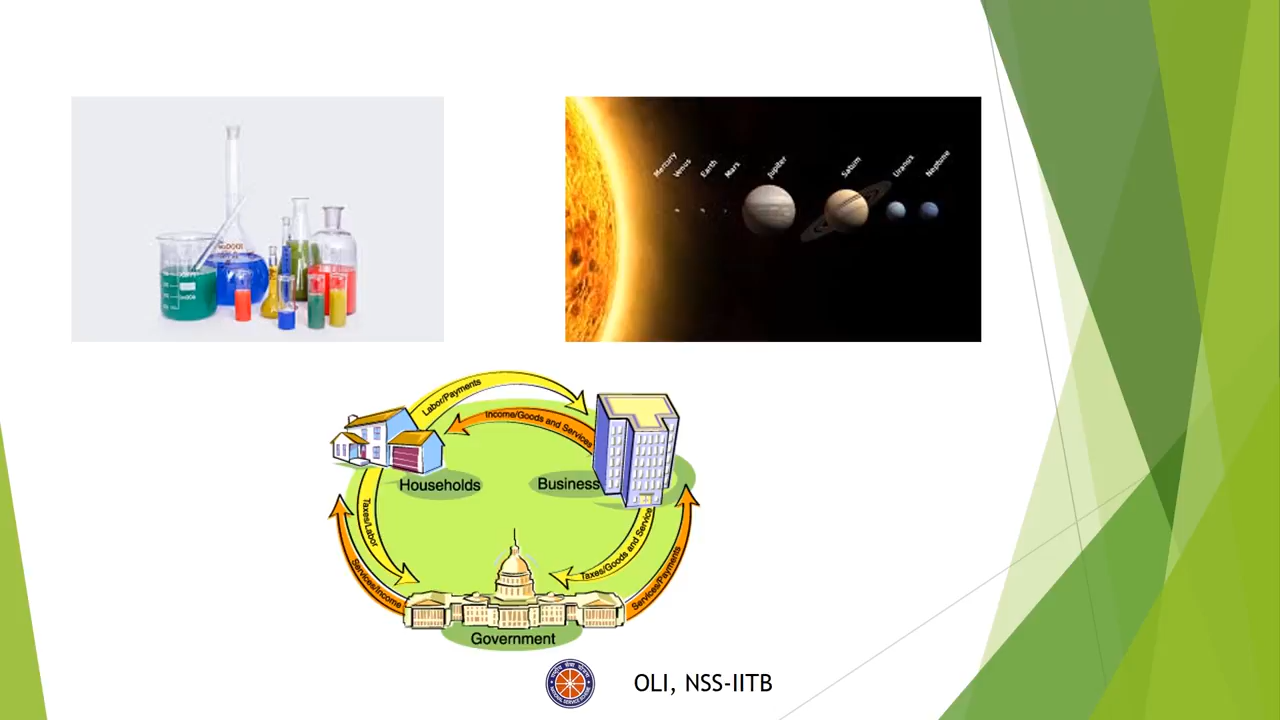 Mercury
Venus
Earth
Mars
Jupiter
Saturn
Uranus
Neptune
Labor/Payments
Income/Goods and Services
Households
Business
Taxes/Labor
Services/Income
Taxes/Goods and Service
Services/Payments
Government
OLI, NSS-IITB